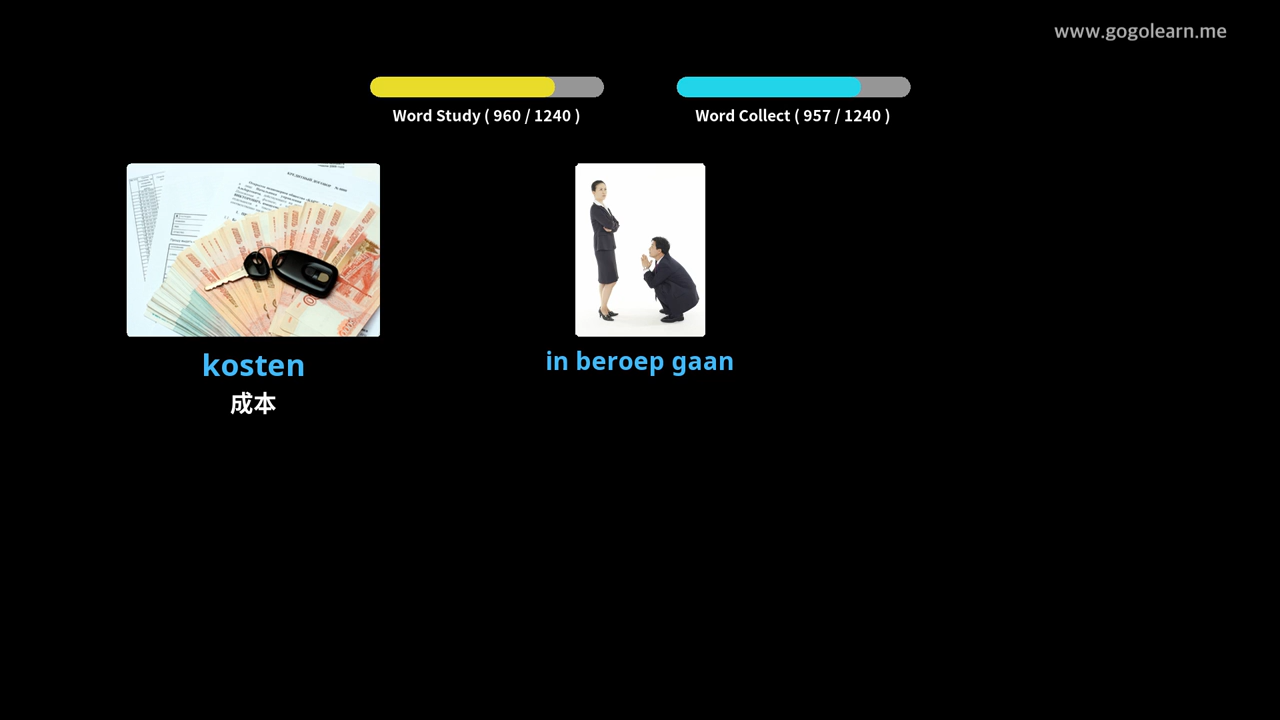 www.gogolearn.me
Word Study ( 960 / 1240 )
Word Collect ( 957 / 1240 )
kosten
成本
in beroep gaan